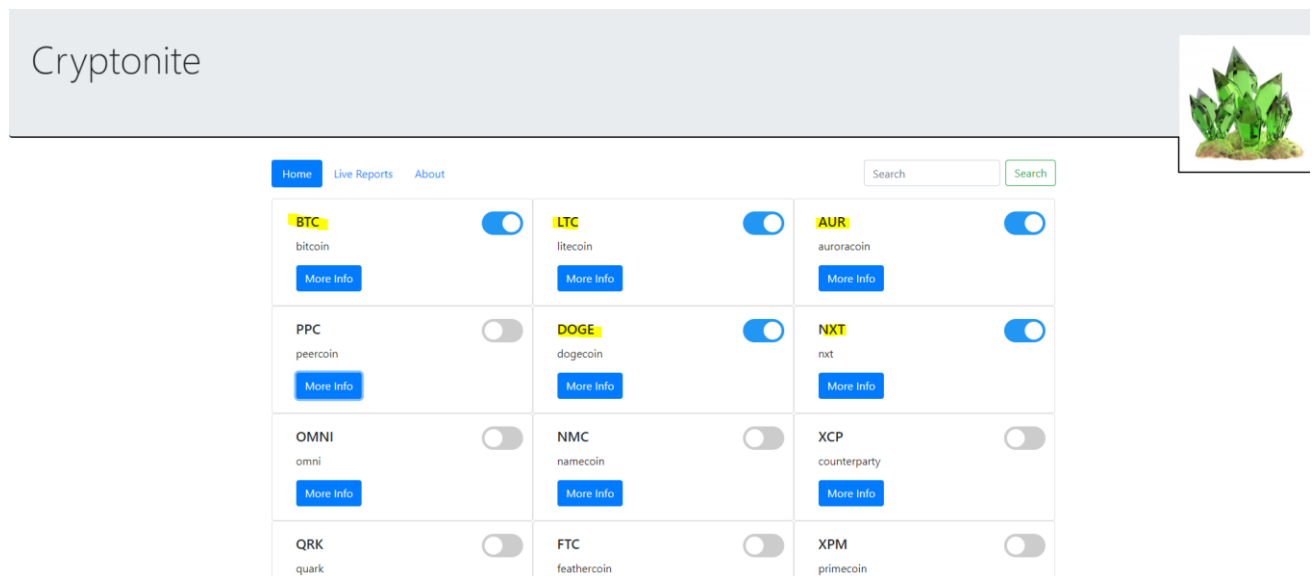 Cryptonite
Home Live Reports About Search Search
BTC LTC AUR
bitcoin litecoin auroracoin
More Info More Info More Info
PPC DOGE NXT
peercoin dogecoin nxt
More Info More Info More Info
OMNI NMC XCP
omni namecoin counterparty
More Info More Info More Info
QRK FTC XPM
quark feathercoin primecoin